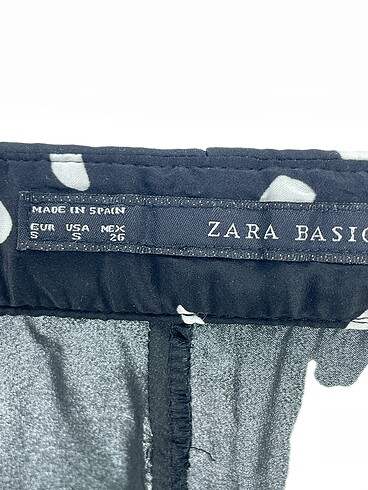 MADE IN SPAIN
EUR USA MEX
S S 26
ZARA BASIC